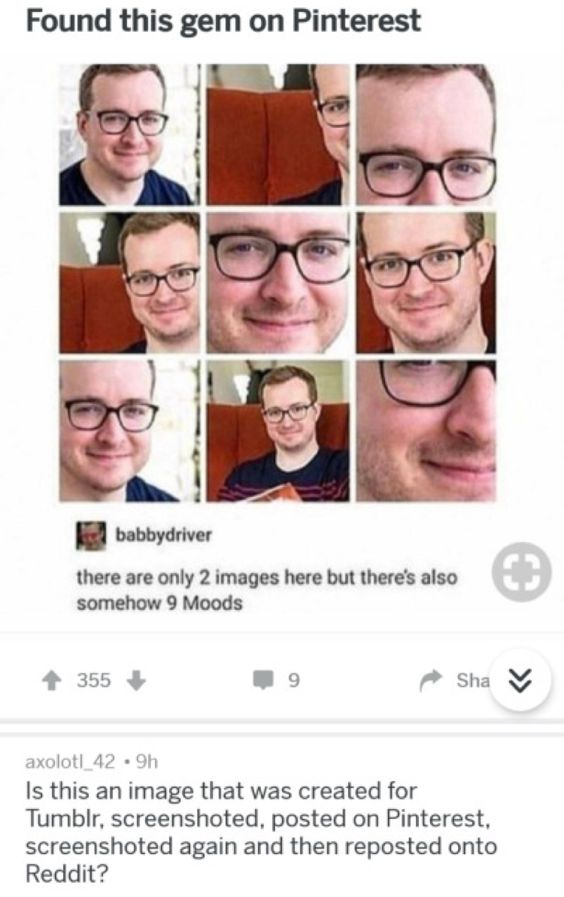 Found this gem on Pinterest
babbydriver
there are only 2 images here but there's also
somehow 9 Moods
355
9
Sha
axolotl_42 • 9h
Is this an image that was created for
Tumblr, screenshoted, posted on Pinterest,
screenshoted again and then reposted onto
Reddit?